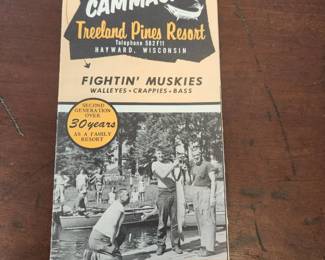 Treeland Pines Resort
Telephone 582F11
HAYWARD, WISCONSIN
FIGHTIN' MUSKIES
WALLEYES • CRAPPIES • BASS
SECOND
GENERATION
OVER
30 years
AS A FAMILY
RESORT